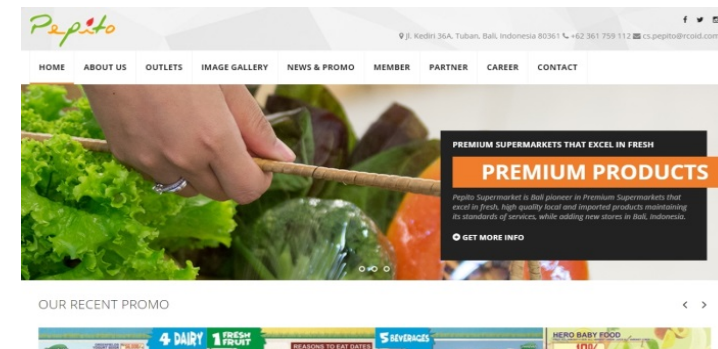 Pepito
Jl. Kediri 36A, Tuban, Bali, Indonesia 80361 +62 361 759 112 cs.pepito@rcoid.com
HOME ABOUT US OUTLETS IMAGE GALLERY NEWS & PROMO MEMBER PARTNER CAREER CONTACT
PREMIUM SUPERMARKETS THAT EXCEL IN FRESH
PREMIUM PRODUCTS
Pepito Supermarket is Bali pioneer in Premium Supermarkets that
excel in fresh, high quality local and imported products maintaining
its standards of services, while adding new stores in Bali, Indonesia.
GET MORE INFO
OUR RECENT PROMO
4 DAIRY 1 FRESH FRUIT 5 BEVERAGES HERO BABY FOOD
REASONS TO EAT DATES